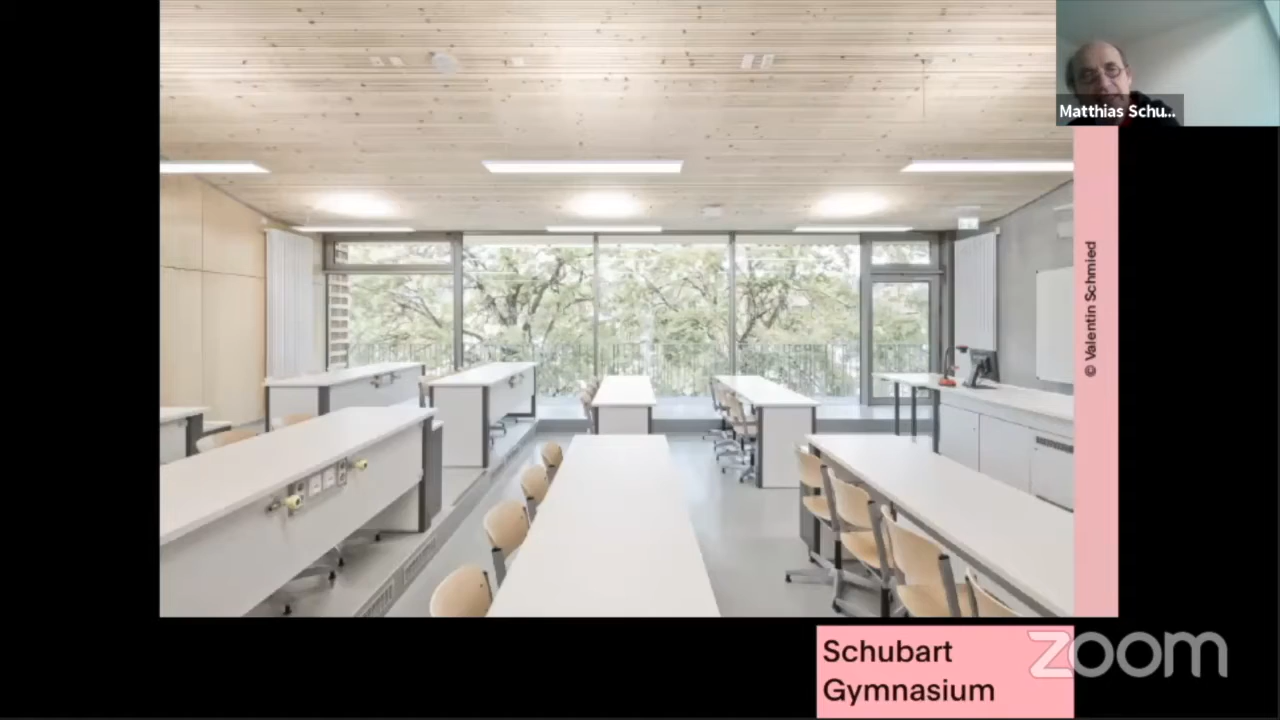 Matthias Schu...
© Valentin Schmied
Schubart
Gymnasium
zoom